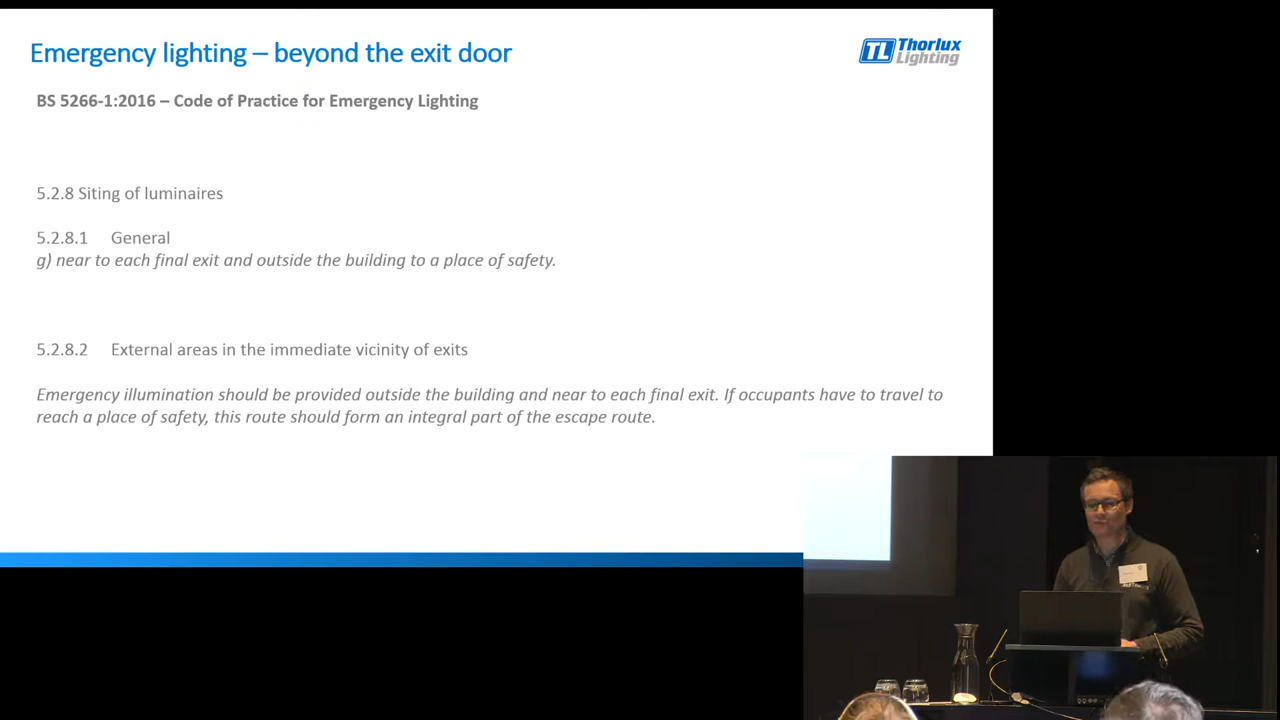 Emergency lighting – beyond the exit door
TL Thorlux
Lighting
BS 5266-1:2016 – Code of Practice for Emergency Lighting
5.2.8 Siting of luminaires
5.2.8.1 General
g) near to each final exit and outside the building to a place of safety.
5.2.8.2 External areas in the immediate vicinity of exits
Emergency illumination should be provided outside the building and near to each final exit. If occupants have to travel to
reach a place of safety, this route should form an integral part of the escape route.